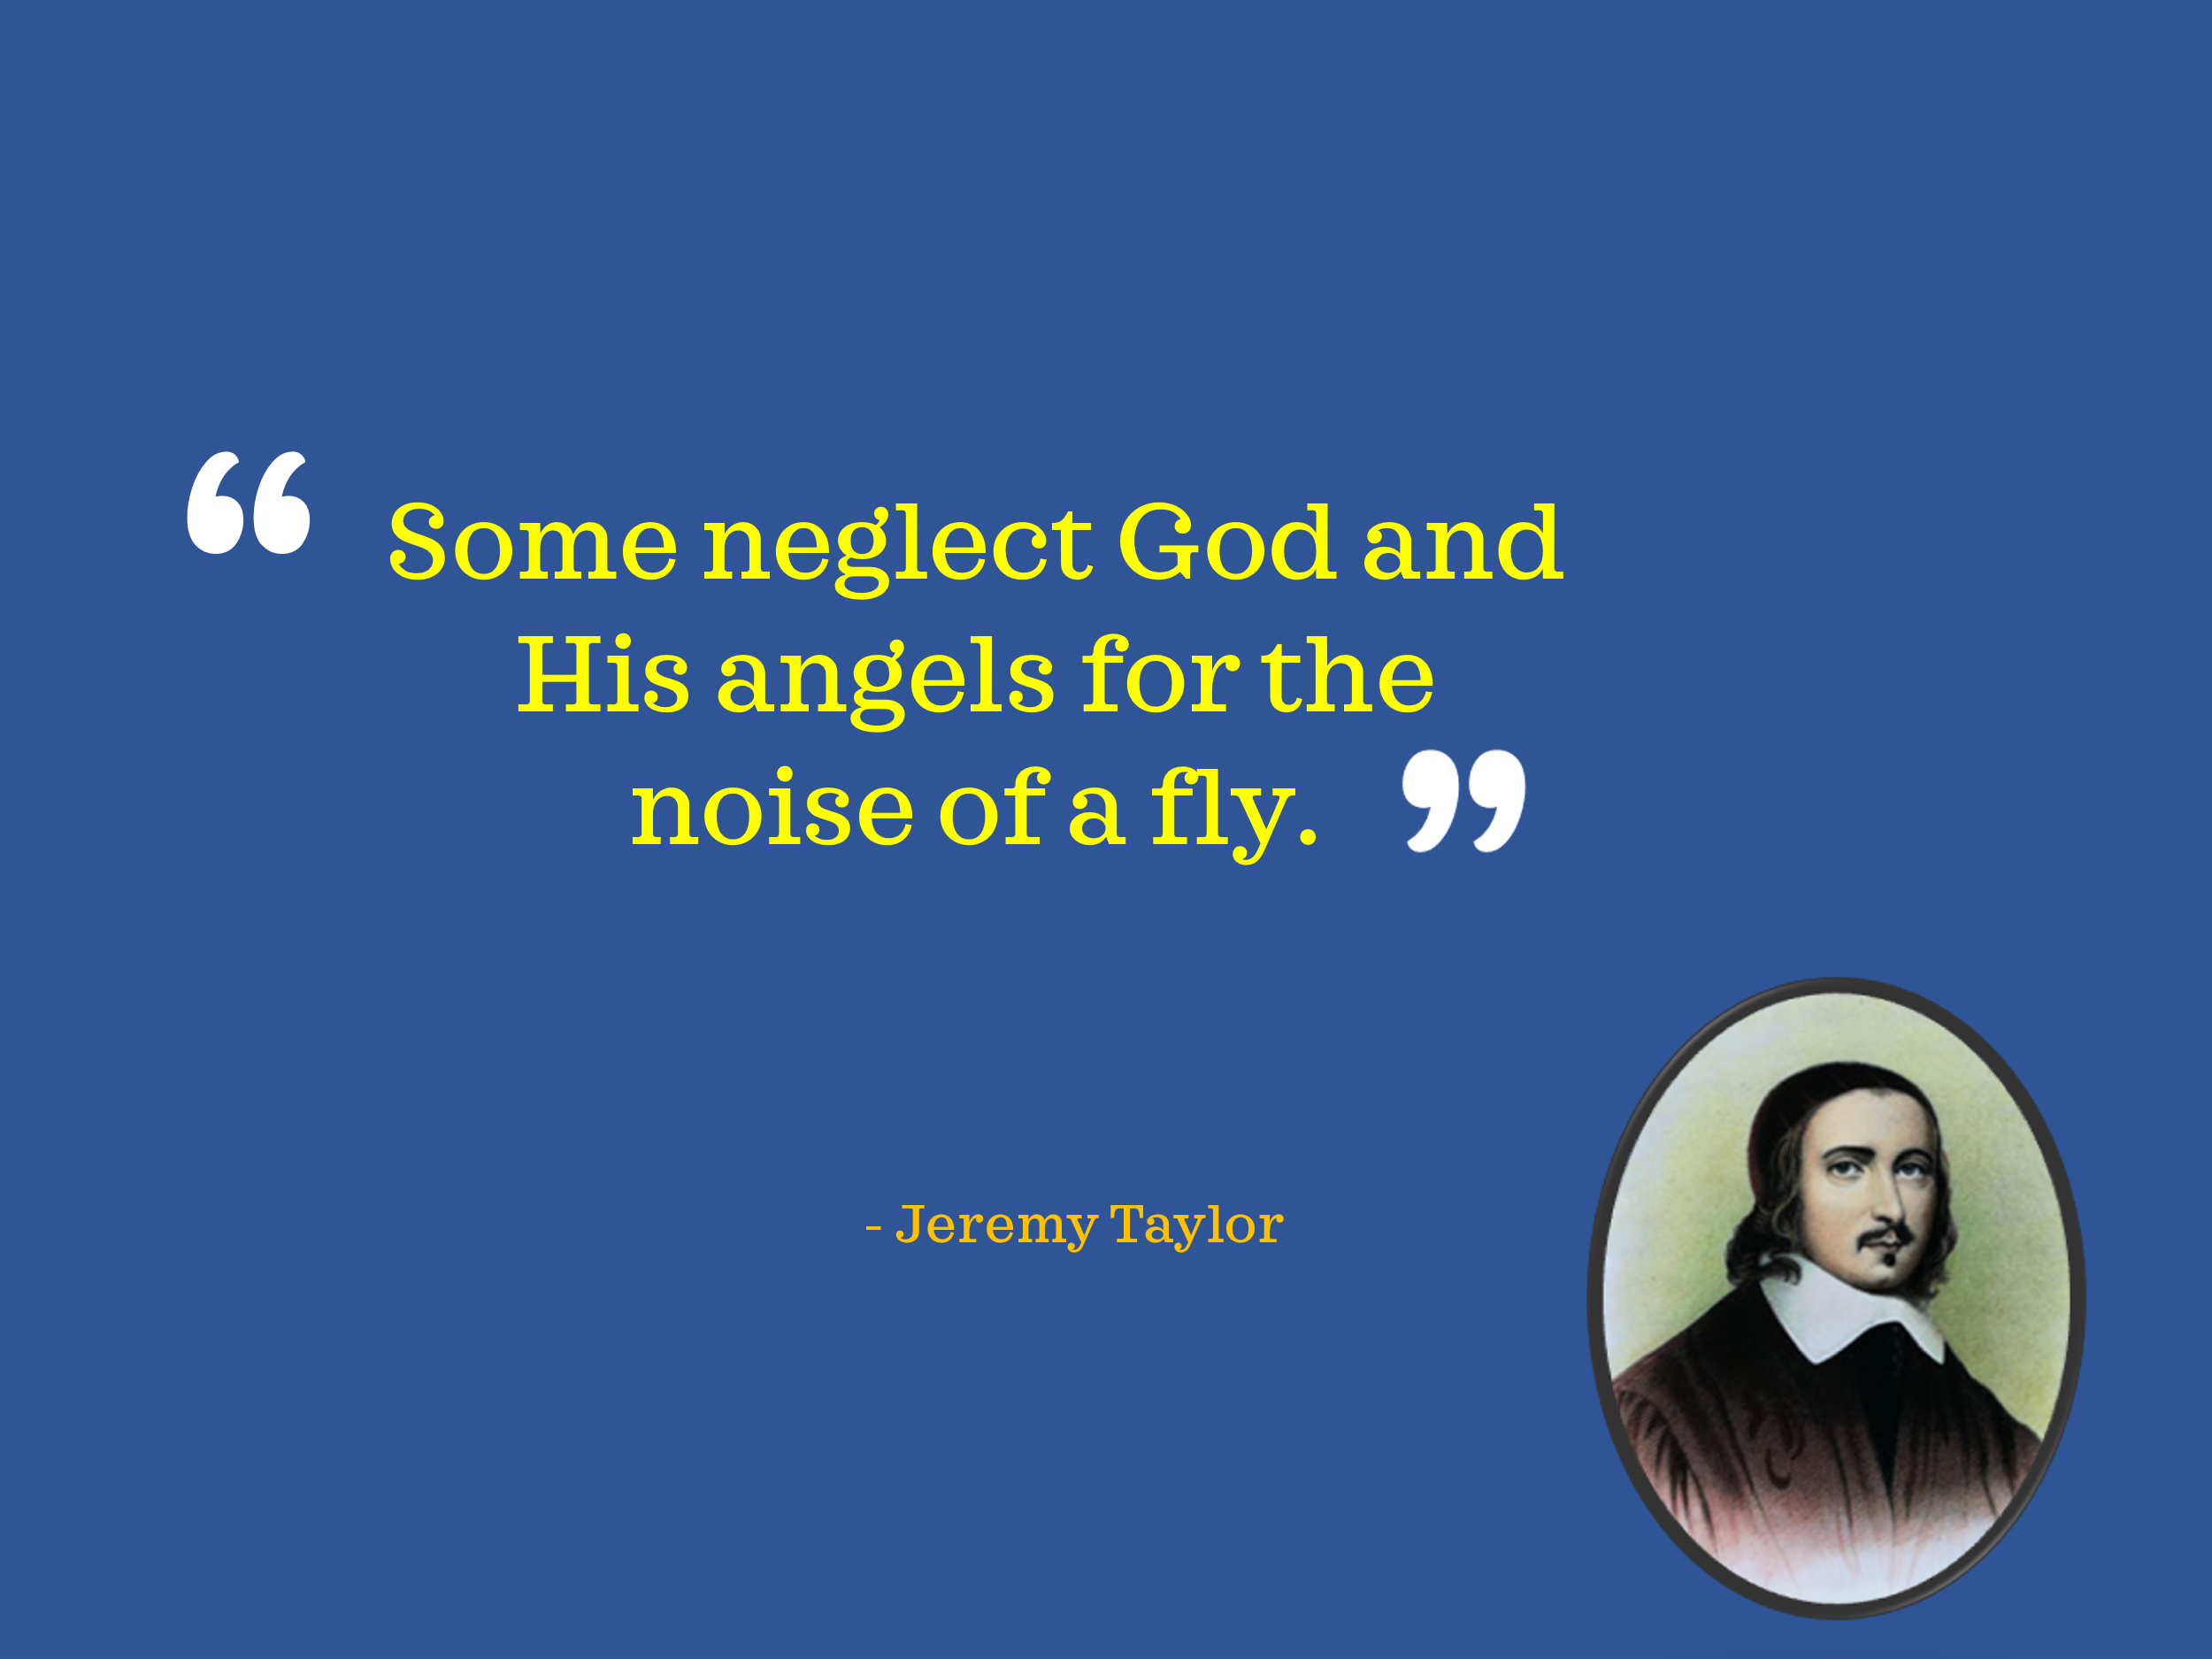 “ Some neglect God and
His angels for the
noise of a fly. ”
- Jeremy Taylor